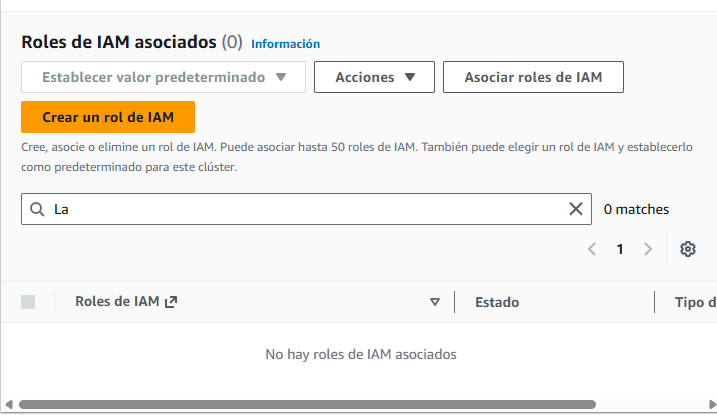 Roles de IAM asociados (0) Información
Establecer valor predeterminado Acciones Asociar roles de IAM
Crear un rol de IAM
Cree, asocie o elimine un rol de IAM. Puede asociar hasta 50 roles de IAM. También puede elegir un rol de IAM y establecerlo
como predeterminado para este clúster.
La 0 matches
1
Roles de IAM Estado Tipo d
No hay roles de IAM asociados